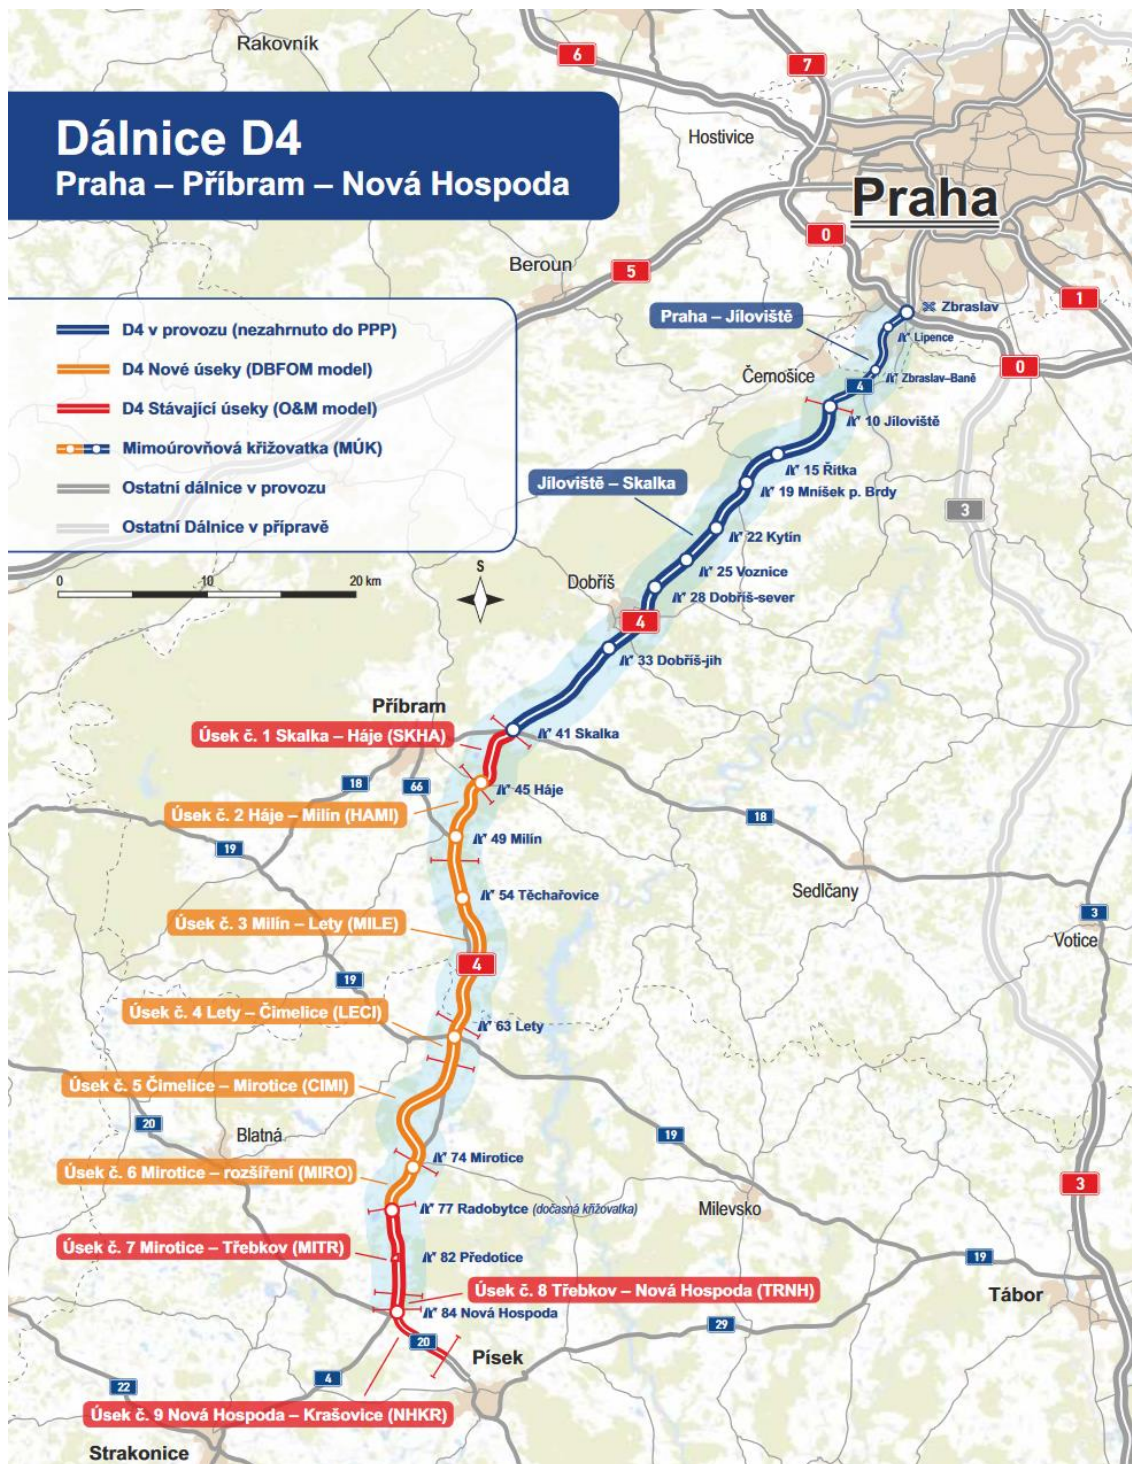 Rakovník
6
7
Hostivice
Dálnice D4
Praha – Příbram – Nová Hospoda
Praha
0
Beroun
5
1
Zbraslav
Praha – Jíloviště
Lipence
0
D4 v provozu (nezahrnuto do PPP)
D4 Nové úseky (DBFOM model)
D4 Stávající úseky (O&M model)
Mimoúrovňová křižovatka (MÚK)
Ostatní dálnice v provozu
Ostatní Dálnice v přípravě
Černošice
Zbraslav–Baně
4
10 Jíloviště
15 Řitka
Jíloviště – Skalka
19 Mníšek p. Brdy
3
22 Kytín
25 Voznice
0 10 20 km
S
Dobříš
28 Dobříš-sever
4
33 Dobříš-jih
Příbram
Úsek č. 1 Skalka – Háje (SKHA)
41 Skalka
18
66
45 Háje
Úsek č. 2 Háje – Milín (HAMI)
18
49 Milín
19
54 Těchařovice
Sedlčany
3
Úsek č. 3 Milín – Lety (MILE)
Votice
4
19
Úsek č. 4 Lety – Čimelice (LECI)
63 Lety
Úsek č. 5 Čimelice – Mirotice (CIMI)
20
Blatná
19
74 Mirotice
Úsek č. 6 Mirotice – rozšíření (MIRO)
3
77 Radobytce (dočasná křižovatka)
Milevsko
Úsek č. 7 Mirotice – Třebkov (MITR)
82 Předotice
19
Úsek č. 8 Třebkov – Nová Hospoda (TRNH)
Tábor
84 Nová Hospoda
29
20
Písek
4
22
Úsek č. 9 Nová Hospoda – Krašovice (NHKR)
Strakonice